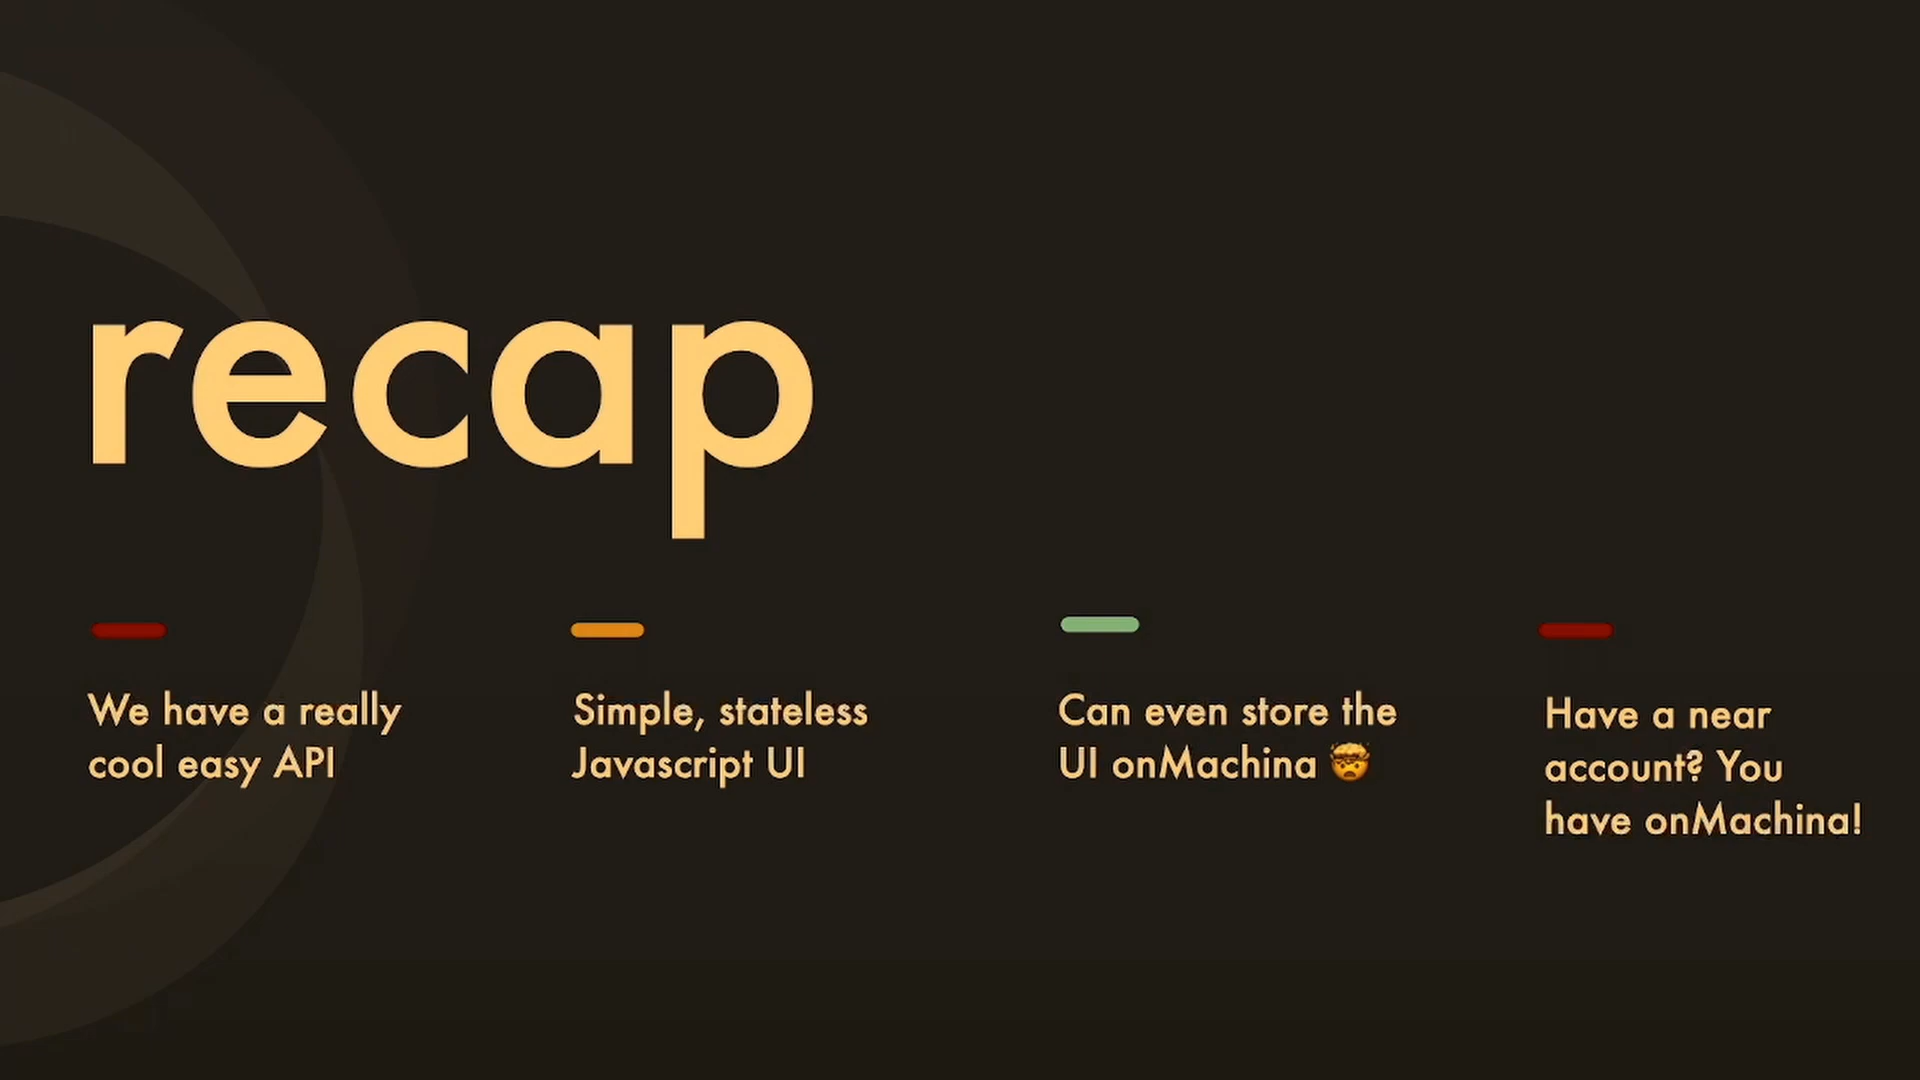 recap
We have a really
cool easy API
Simple, stateless
Javascript UI
Can even store the
UI onMachina 🤯
Have a near
account? You
have onMachina!